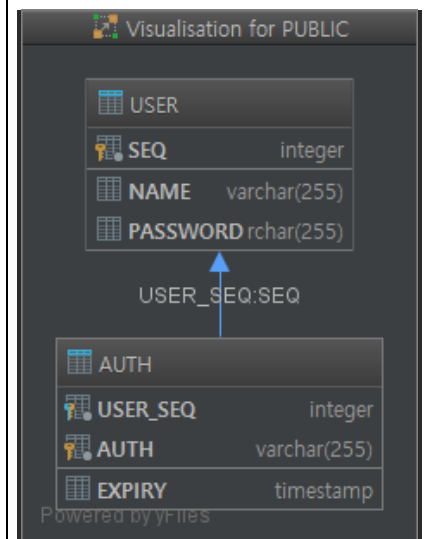 Visualisation for PUBLIC
USER
SEQ integer
NAME varchar(255)
PASSWORD rchar(255)
USER_SEQ:SEQ
AUTH
USER_SEQ integer
AUTH varchar(255)
EXPIRY timestamp
Powered by yFiles